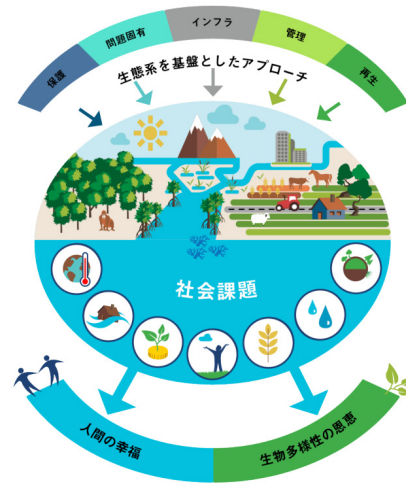 保護
問題固有
インフラ
管理
再生
生態系を基盤としたアプローチ
社会課題
人間の幸福
生物多様性の恩恵